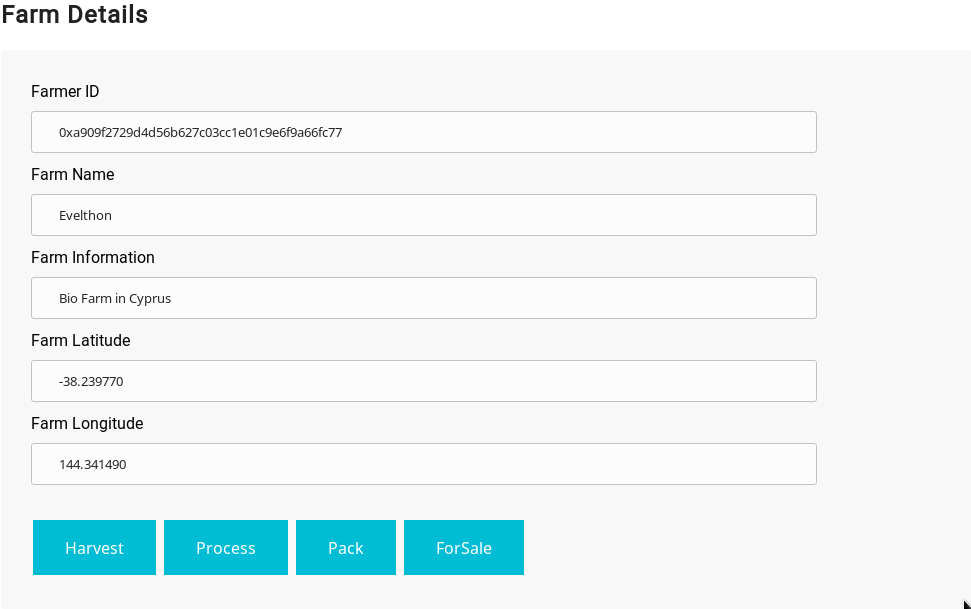 Farm Details
Farmer ID
0xa909f2729d4d56b627c03cc1e01c9e6f9a66fc77
Farm Name
Evelthon
Farm Information
Bio Farm in Cyprus
Farm Latitude
-38.239770
Farm Longitude
144.341490
Harvest Process Pack ForSale